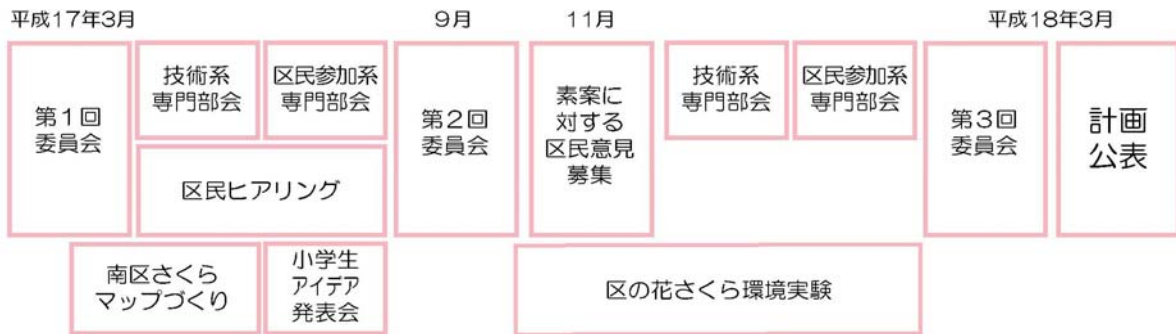 平成17年3月
9月
11月
平成18年3月
第1回
委員会
技術系
専門部会
区民参加系
専門部会
区民ヒアリング
第2回
委員会
素案に
対する
区民意見
募集
技術系
専門部会
区民参加系
専門部会
第3回
委員会
計画
公表
南区さくら
マップづくり
小学生
アイデア
発表会
区の花さくら環境実験